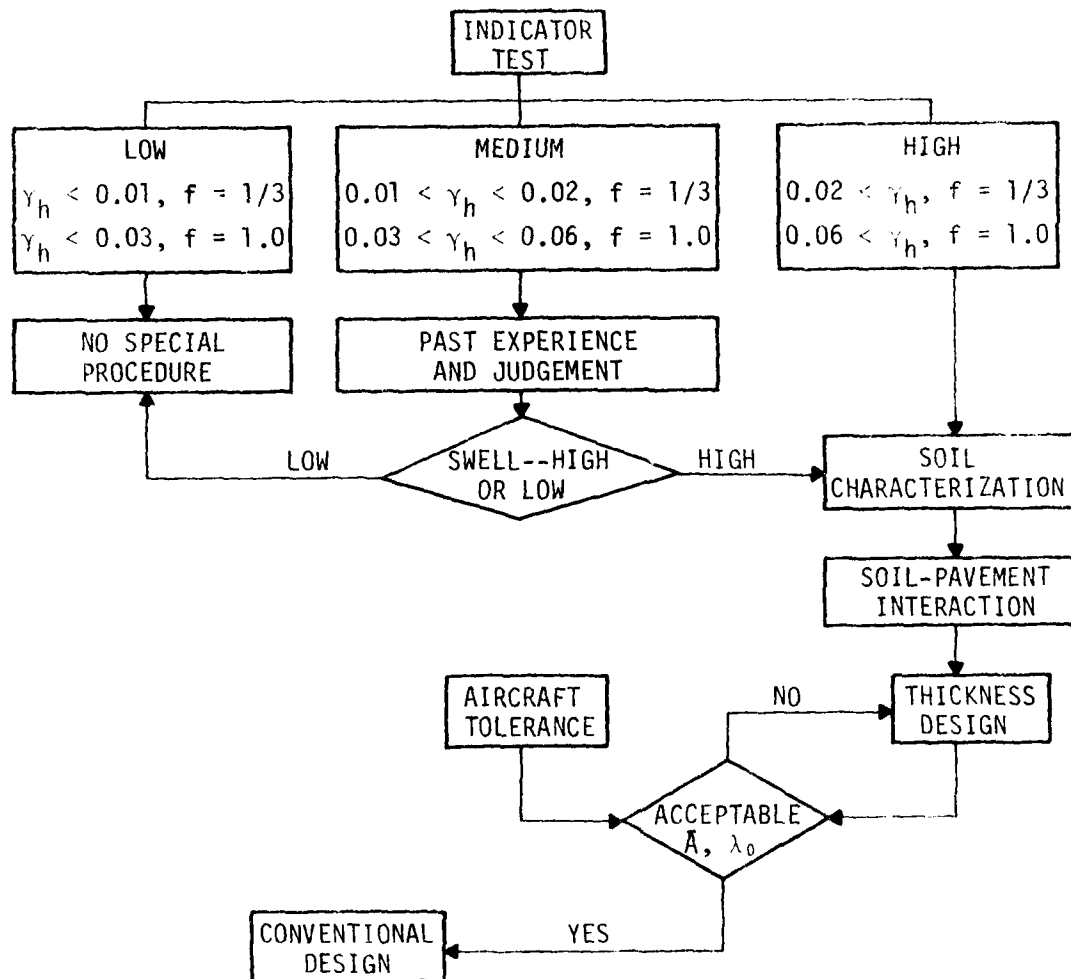 INDICATOR
TEST
LOW
γh < 0.01, f = 1/3
γh < 0.03, f = 1.0
MEDIUM
0.01 < γh < 0.02, f = 1/3
0.03 < γh < 0.06, f = 1.0
HIGH
0.02 < γh, f = 1/3
0.06 < γh, f = 1.0
NO SPECIAL
PROCEDURE
PAST EXPERIENCE
AND JUDGEMENT
LOW
SWELL--HIGH
OR LOW
HIGH
SOIL
CHARACTERIZATION
SOIL-PAVEMENT
INTERACTION
AIRCRAFT
TOLERANCE
NO
THICKNESS
DESIGN
ACCEPTABLE
Ā, λ0
YES
CONVENTIONAL
DESIGN